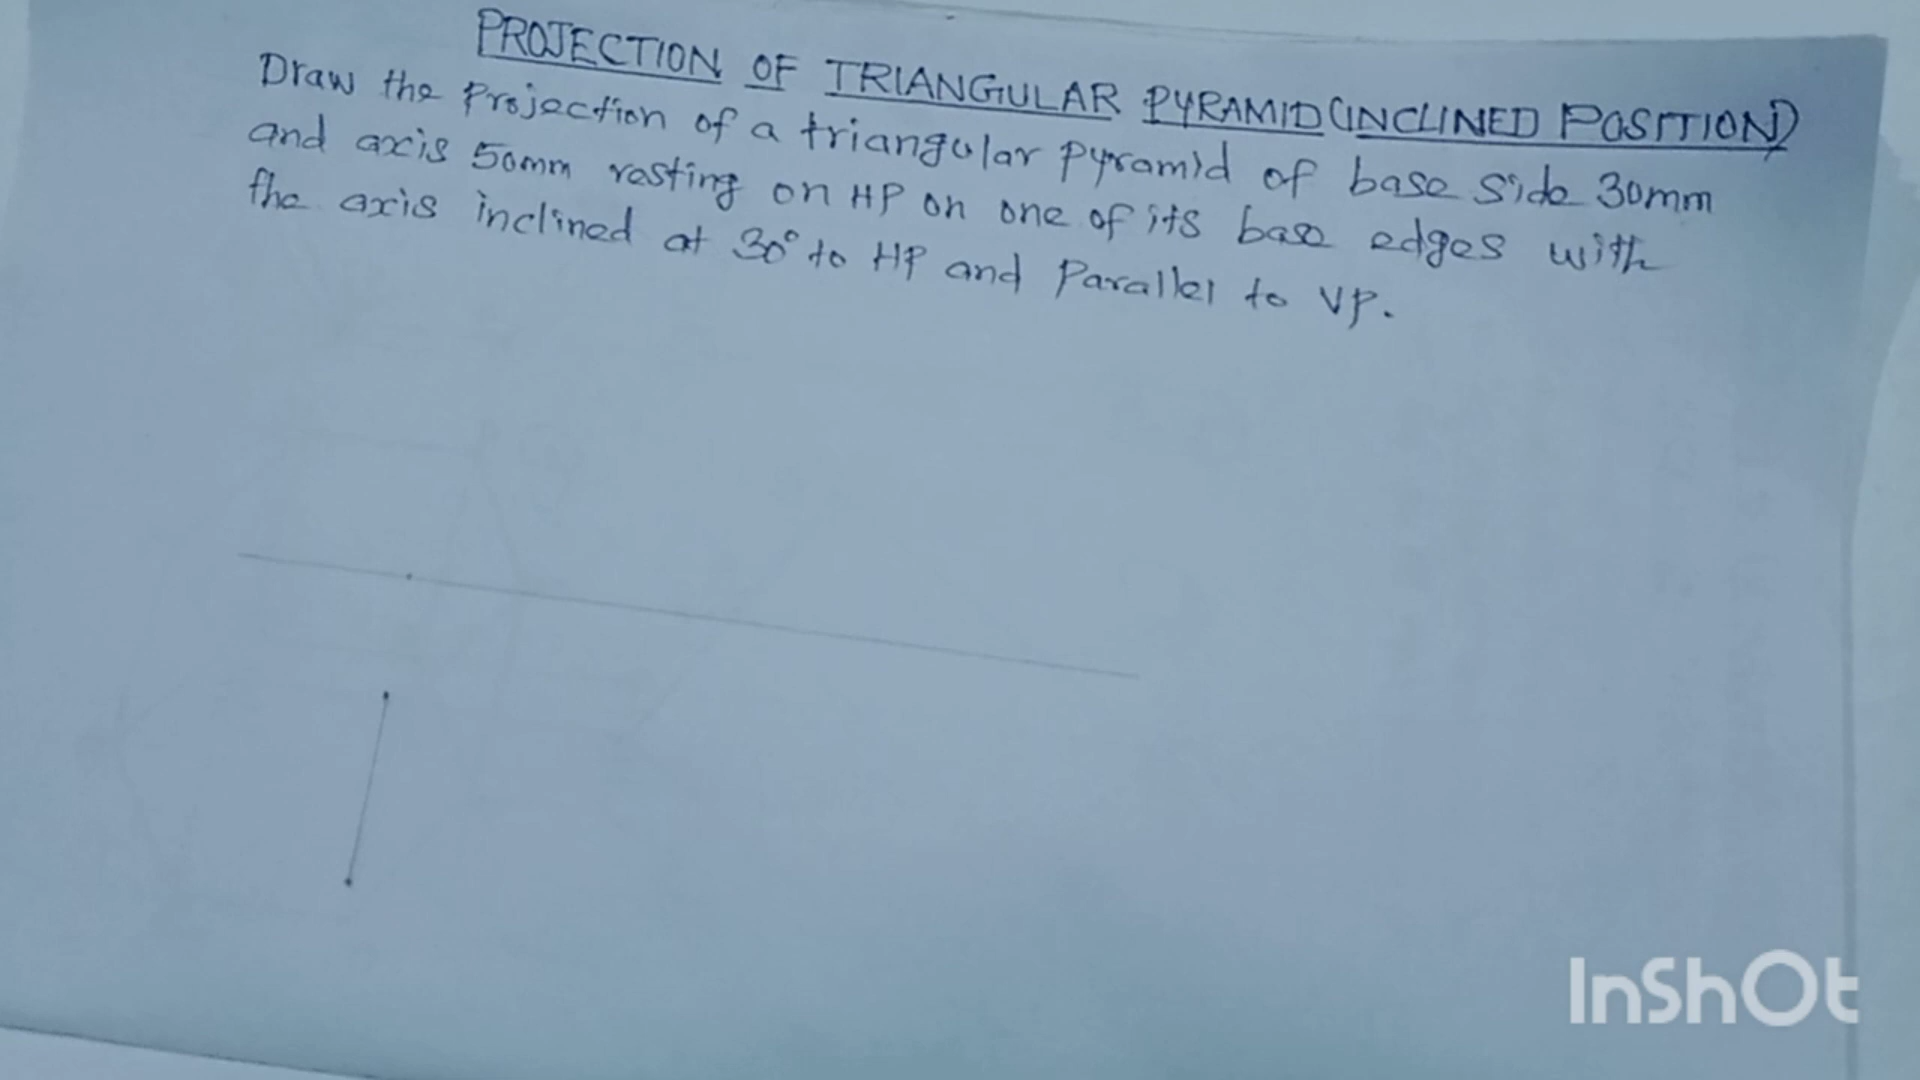 PROJECTION OF TRIANGULAR PYRAMID (INCLINED POSITION)
Draw the Projection of a triangular pyramid of base side 30mm
and axis 50mm resting on HP on one of its base edges with
the axis inclined at 30° to HP and Parallel to VP.
InShOt